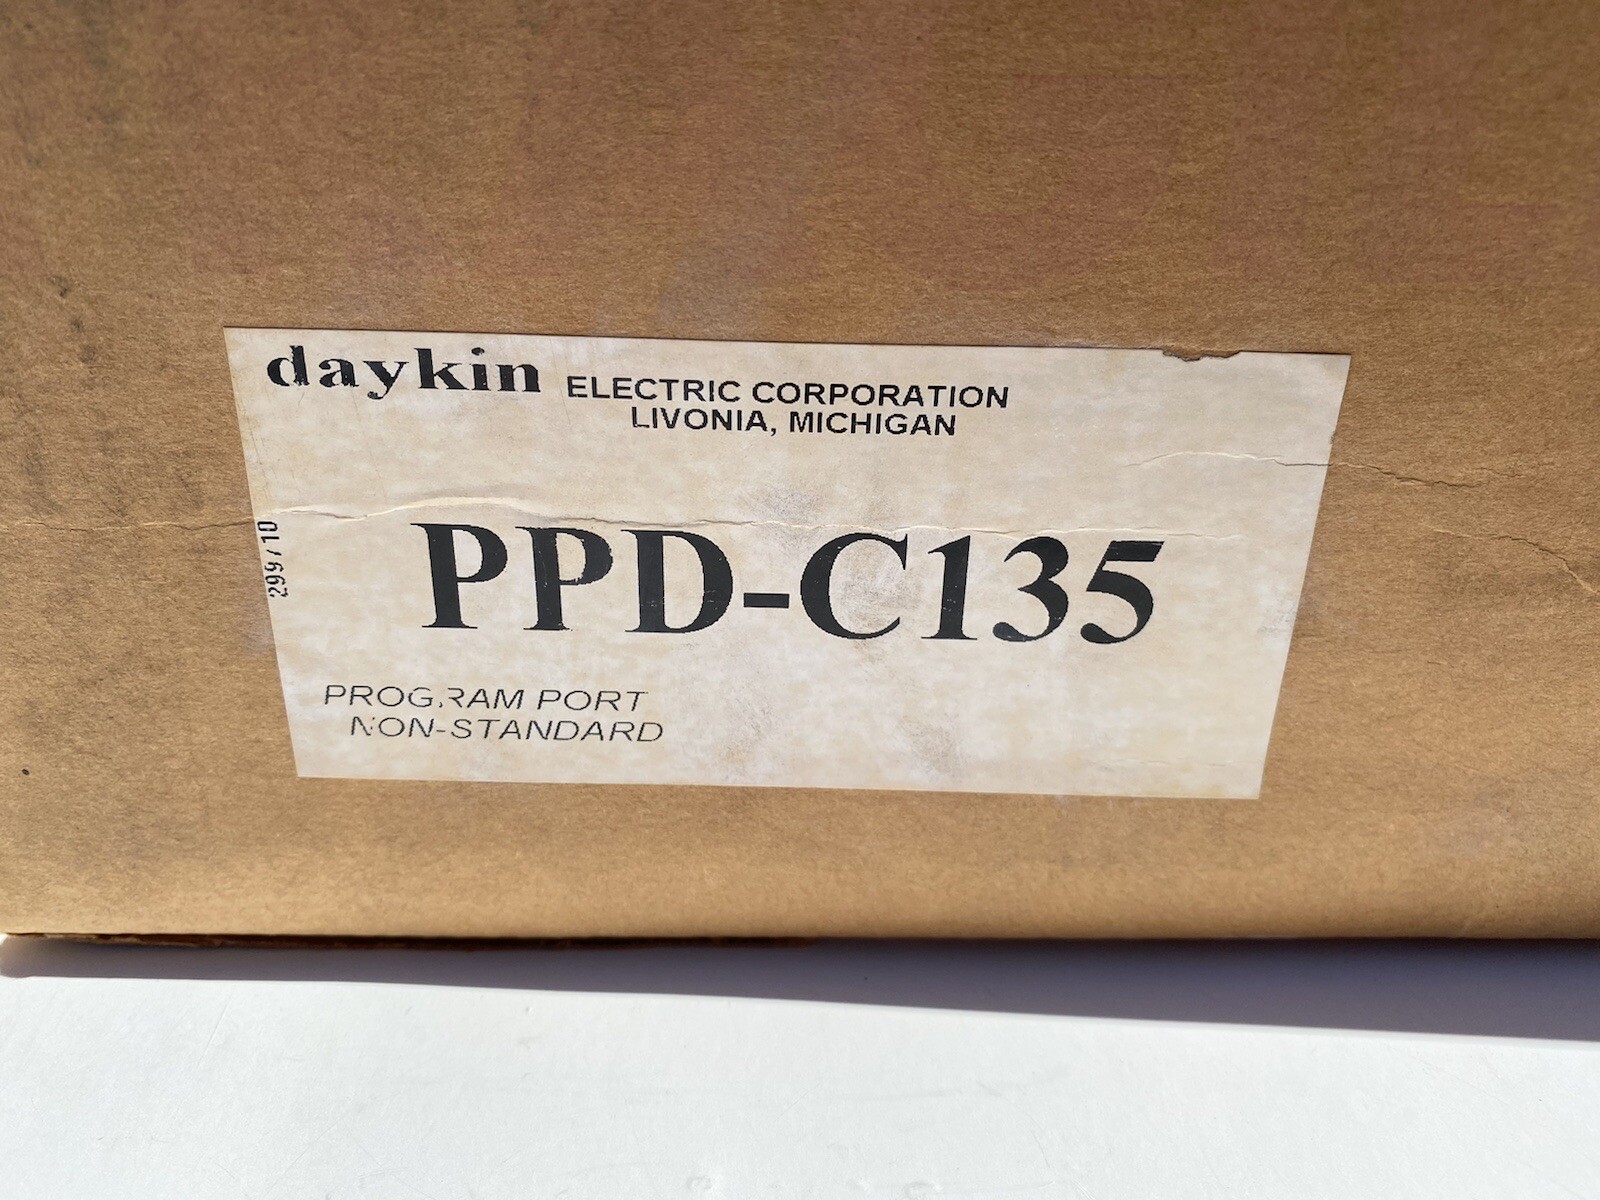 daykin ELECTRIC CORPORATION
LIVONIA, MICHIGAN
299/10
PPD-C135
PROGRAM PORT
NON-STANDARD